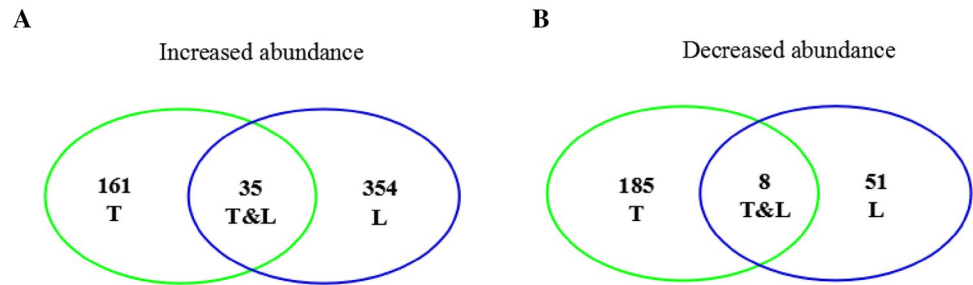 A
Increased abundance
161
T
35
T&L
354
L
B
Decreased abundance
185
T
8
T&L
51
L